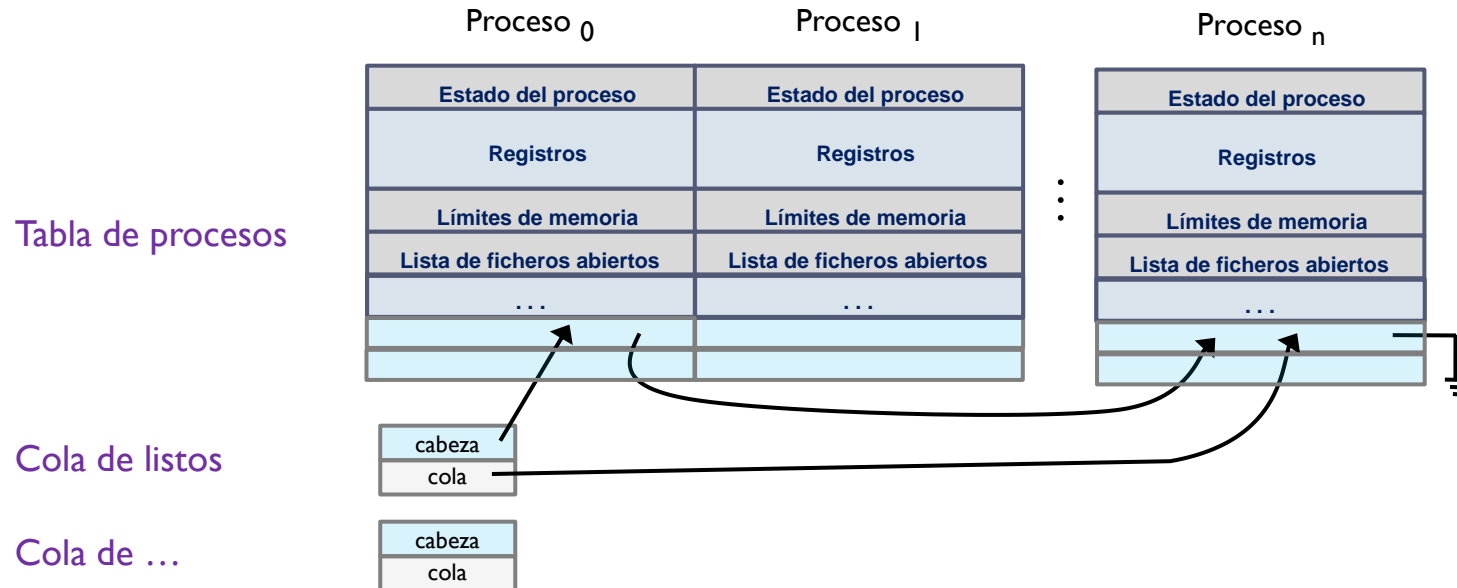 Proceso 0 Proceso 1 Proceso n
Estado del proceso Estado del proceso Estado del proceso
Registros Registros Registros
Límites de memoria Límites de memoria Límites de memoria
Tabla de procesos
Lista de ficheros abiertos Lista de ficheros abiertos Lista de ficheros abiertos
. . . . . . . . .
cabeza
Cola de listos
cola
cabeza
Cola de …
cola